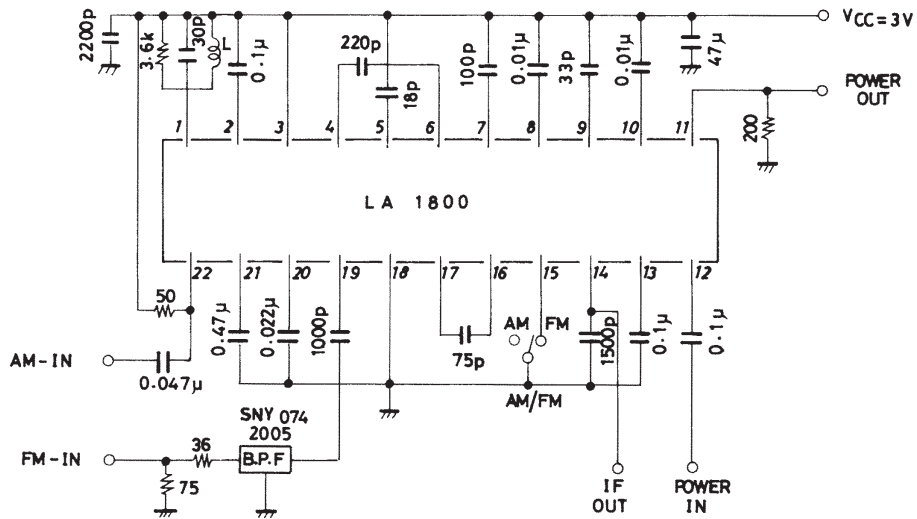 VCC=3V
2200p
3.6k
30p
L
0.1μ
220p
18p
100p
0.01μ
33p
0.01μ
47μ
POWER
OUT
200
1 2 3 4 5 6 7 8 9 10 11
LA 1800
22 21 20 19 18 17 16 15 14 13 12
50
0.47μ
0.022μ
1000p
75p
AM FM
1500p
0.1μ
0.1μ
AM-IN
0.047μ
AM/FM
SNY 074
2005
FM-IN
36
B.P.F
75
IF
OUT
POWER
IN